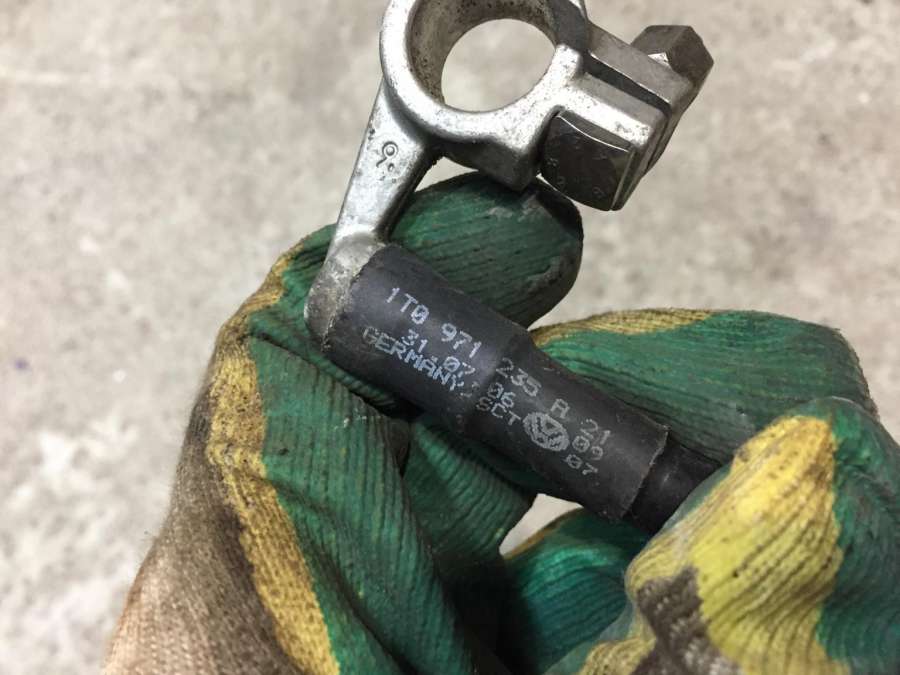 1T0 971 235 A 21
31.07.06 09
GERMANY/SCT 07